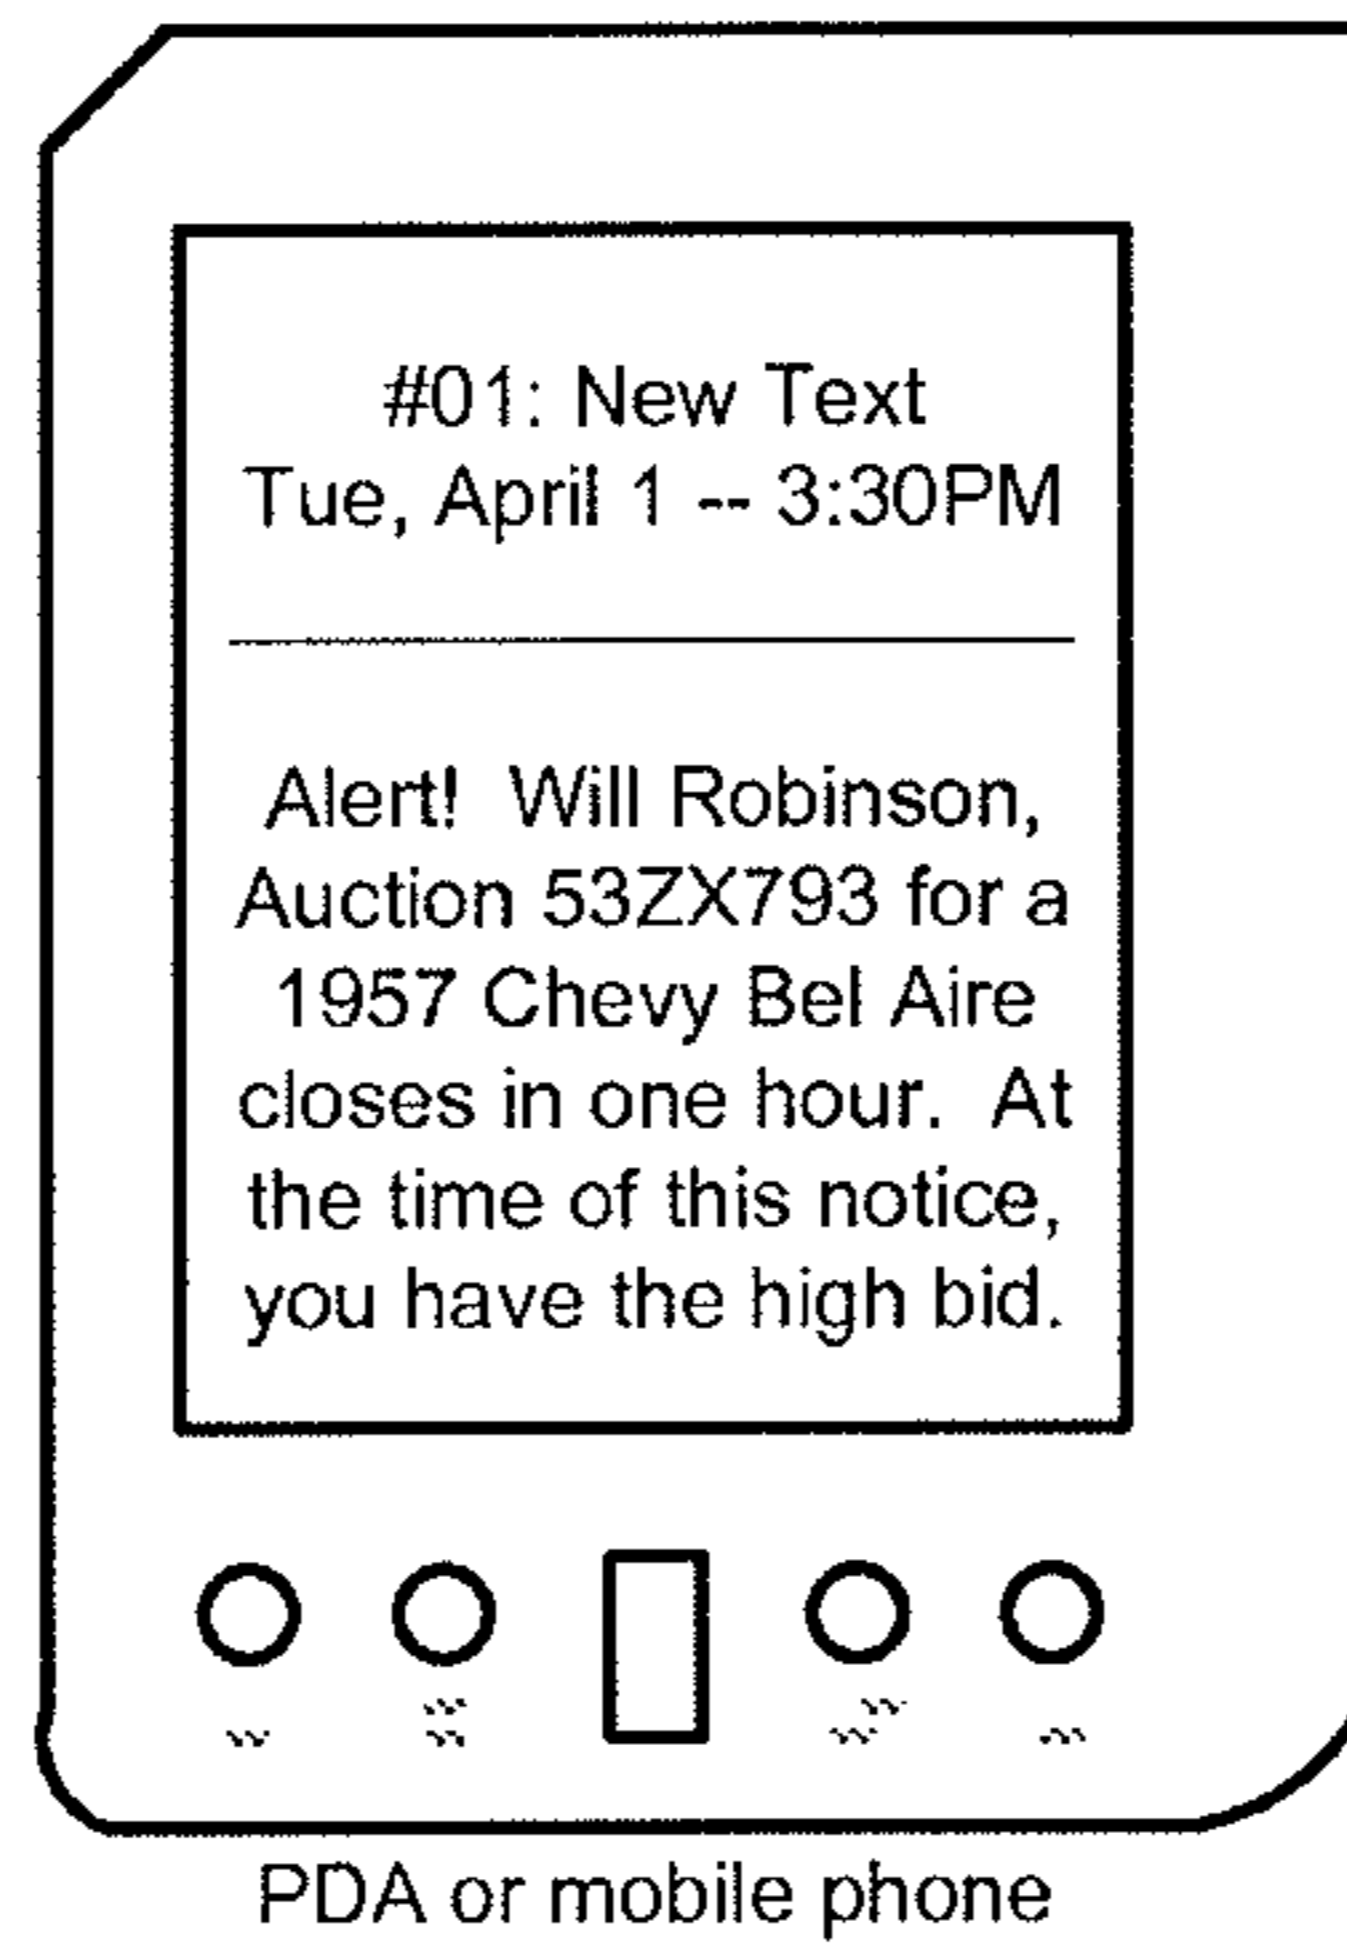 #01: New Text
Tue, April 1 -- 3:30PM
Alert!  Will Robinson,
Auction 53ZX793 for a
1957 Chevy Bel Aire
closes in one hour.  At
the time of this notice,
you have the high bid.
PDA or mobile phone